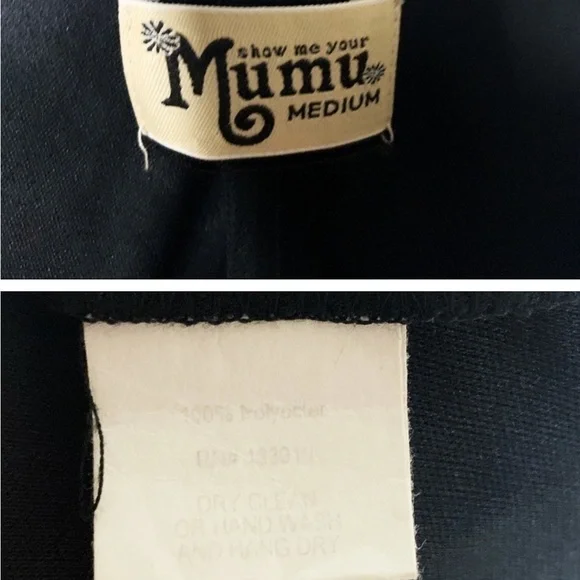 show me your
Mumu
MEDIUM
100% Polyester
DRY CLEAN
OR HAND WASH
AND HANG DRY